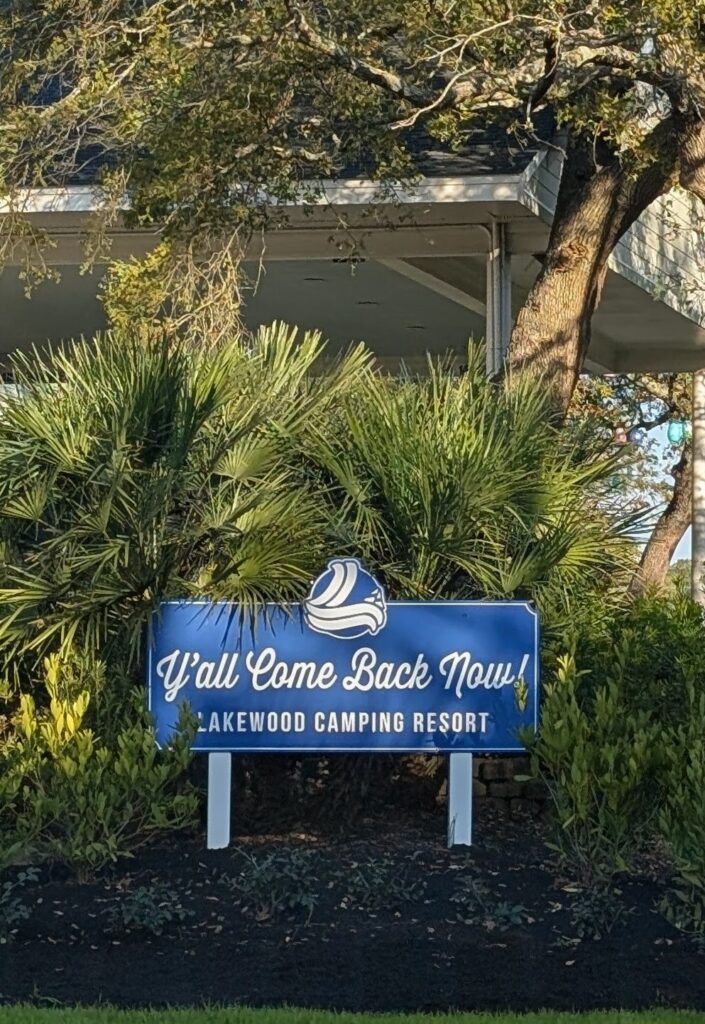 Y'all Come Back Now!
LAKEWOOD CAMPING RESORT